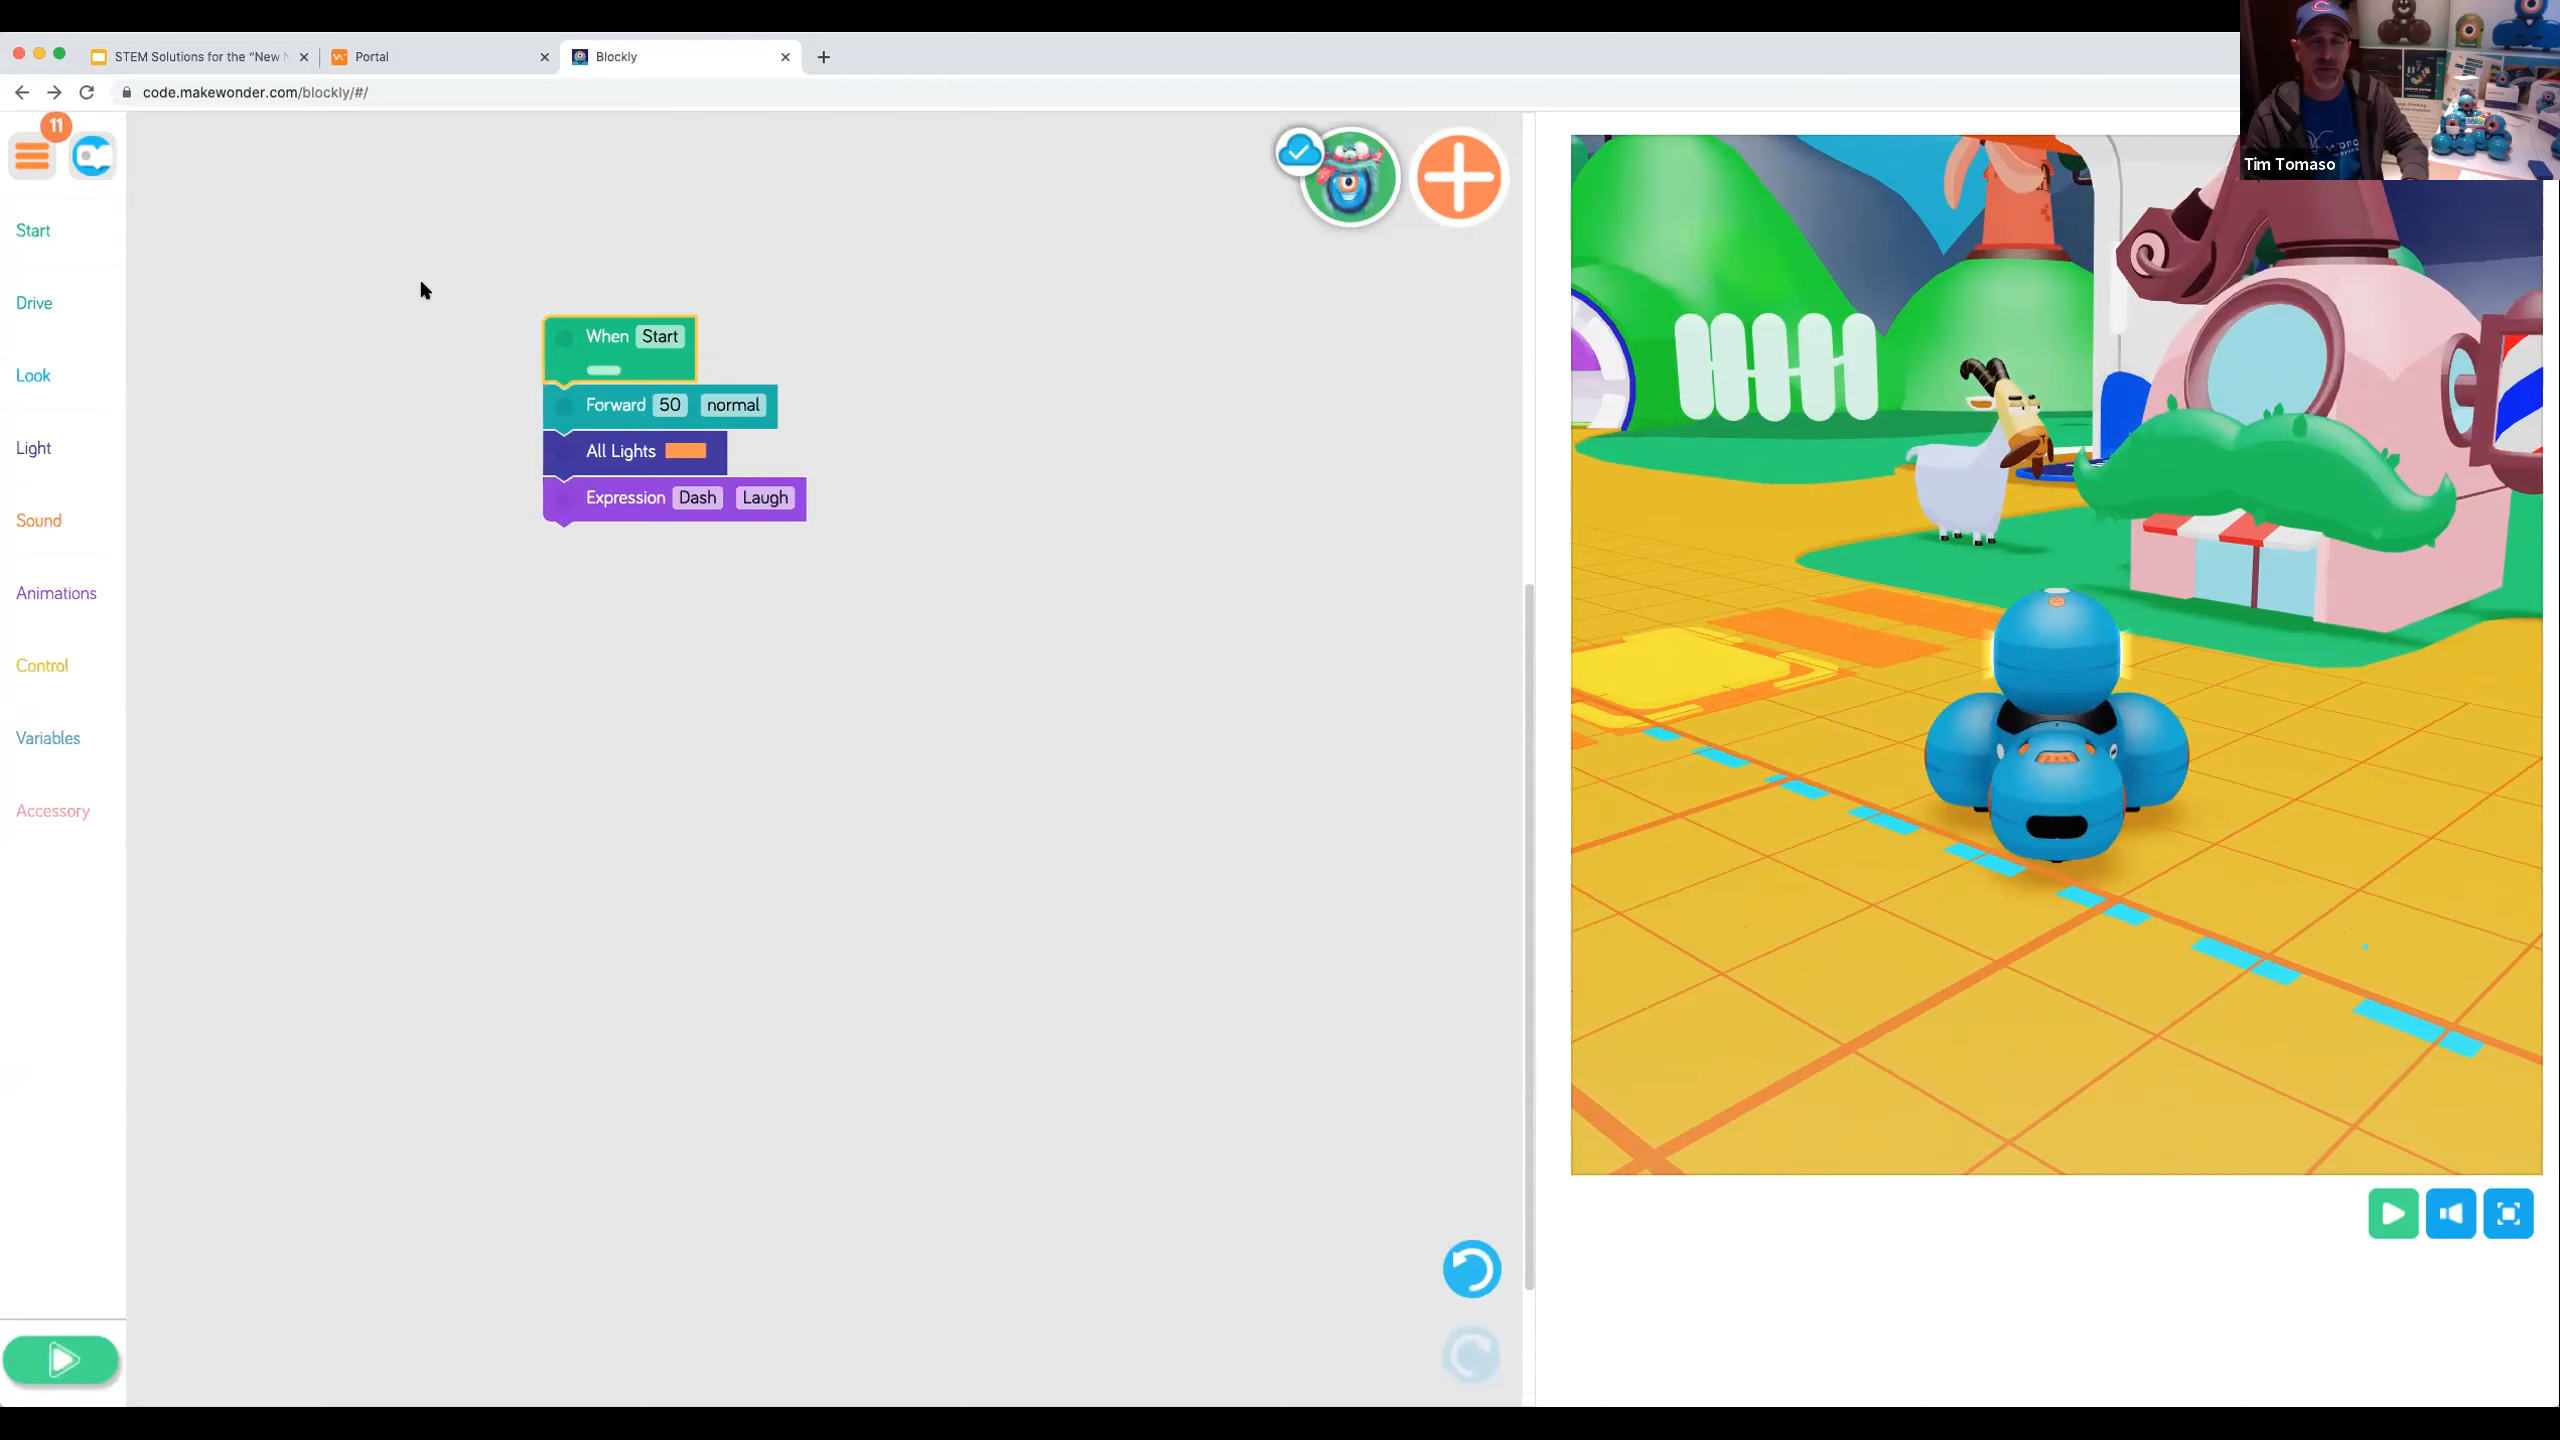 STEM Solutions for the “New
Portal
Blockly
code.makewonder.com/blockly/#/
11
Tim Tomaso
Start
Drive
Look
Light
Sound
Animations
Control
Variables
Accessory
When Start
Forward 50 normal
All Lights
Expression Dash Laugh